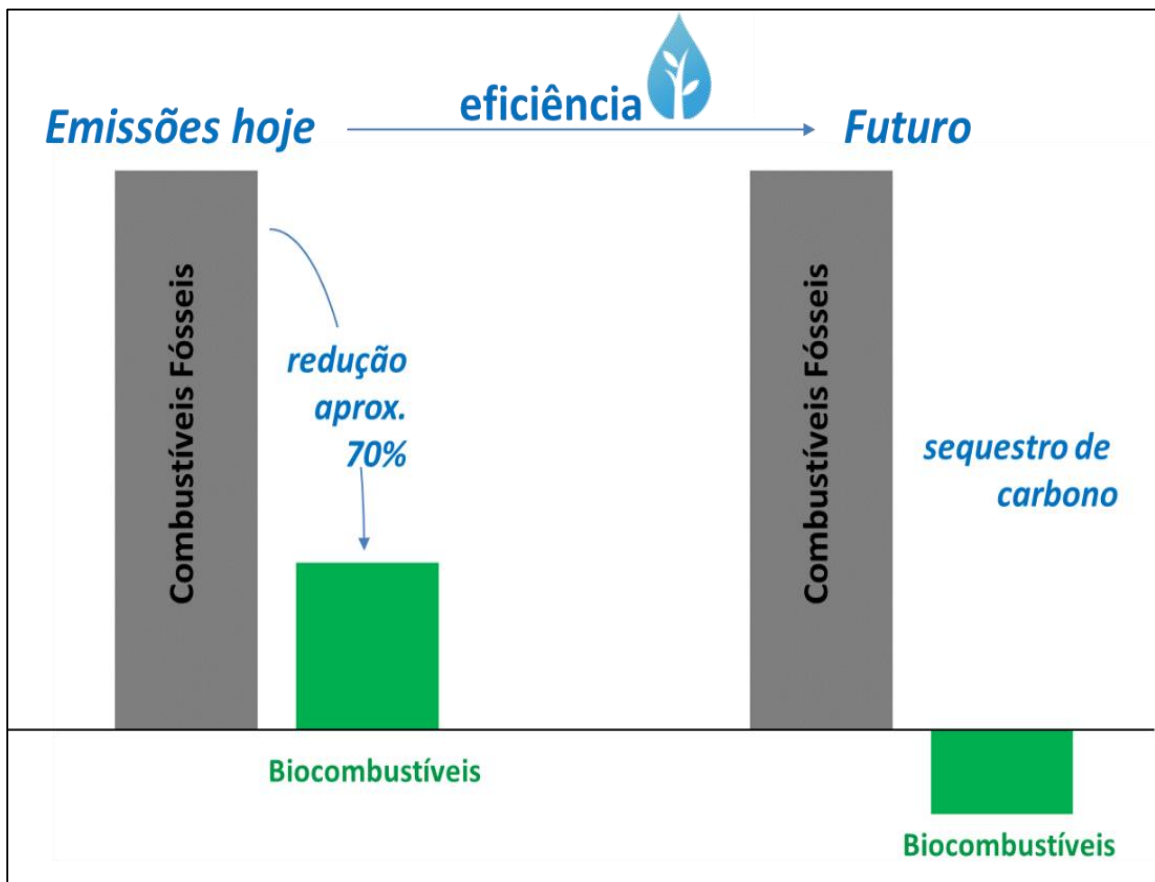 eficiência
Emissões hoje
Futuro
Combustíveis Fósseis
redução
aprox.
70%
Biocombustíveis
Combustíveis Fósseis
sequestro de
carbono
Biocombustíveis